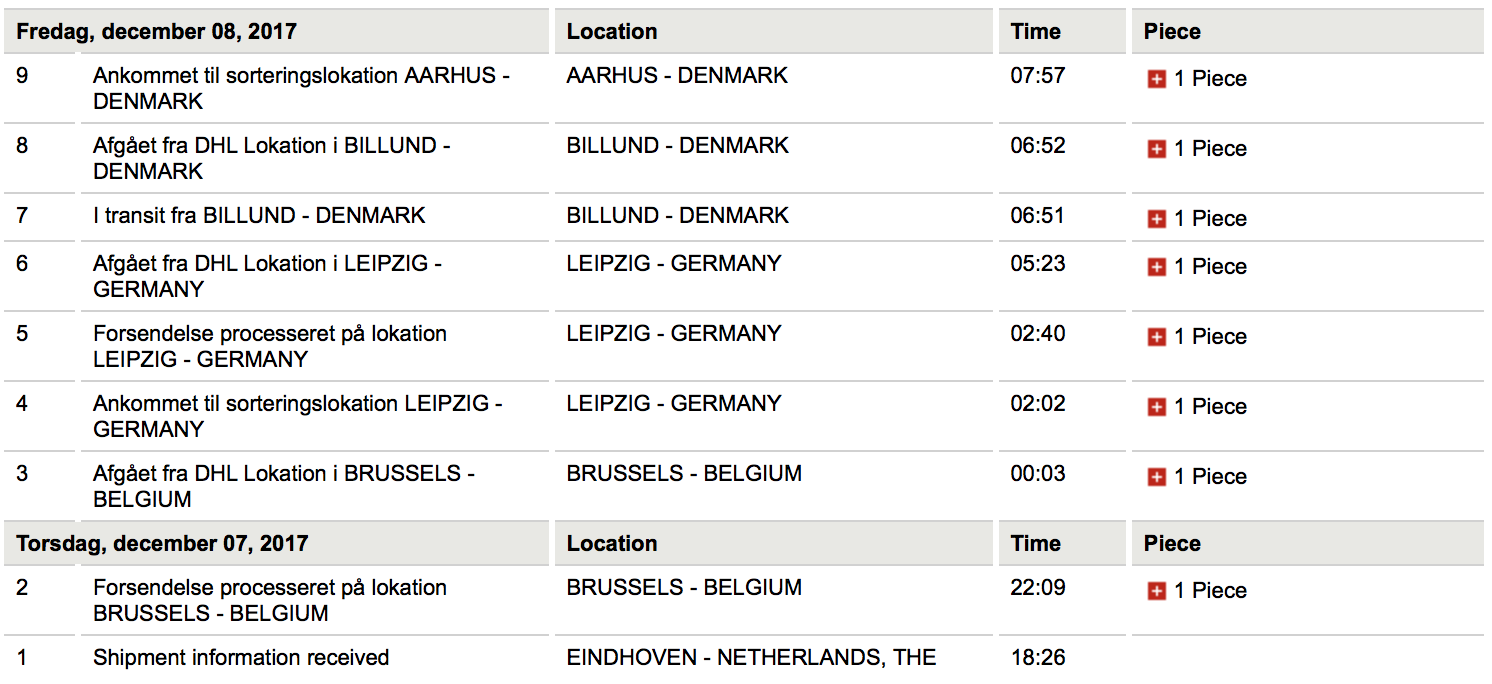 Fredag, december 08, 2017 Location Time Piece
9 Ankommet til sorteringslokation AARHUS - AARHUS - DENMARK 07:57 1 Piece
DENMARK
8 Afgået fra DHL Lokation i BILLUND - BILLUND - DENMARK 06:52 1 Piece
DENMARK
7 I transit fra BILLUND - DENMARK BILLUND - DENMARK 06:51 1 Piece
6 Afgået fra DHL Lokation i LEIPZIG - LEIPZIG - GERMANY 05:23 1 Piece
GERMANY
5 Forsendelse processeret på lokation LEIPZIG - GERMANY 02:40 1 Piece
LEIPZIG - GERMANY
4 Ankommet til sorteringslokation LEIPZIG - LEIPZIG - GERMANY 02:02 1 Piece
GERMANY
3 Afgået fra DHL Lokation i BRUSSELS - BRUSSELS - BELGIUM 00:03 1 Piece
BELGIUM
Torsdag, december 07, 2017 Location Time Piece
2 Forsendelse processeret på lokation BRUSSELS - BELGIUM 22:09 1 Piece
BRUSSELS - BELGIUM
1 Shipment information received EINDHOVEN - NETHERLANDS, THE 18:26